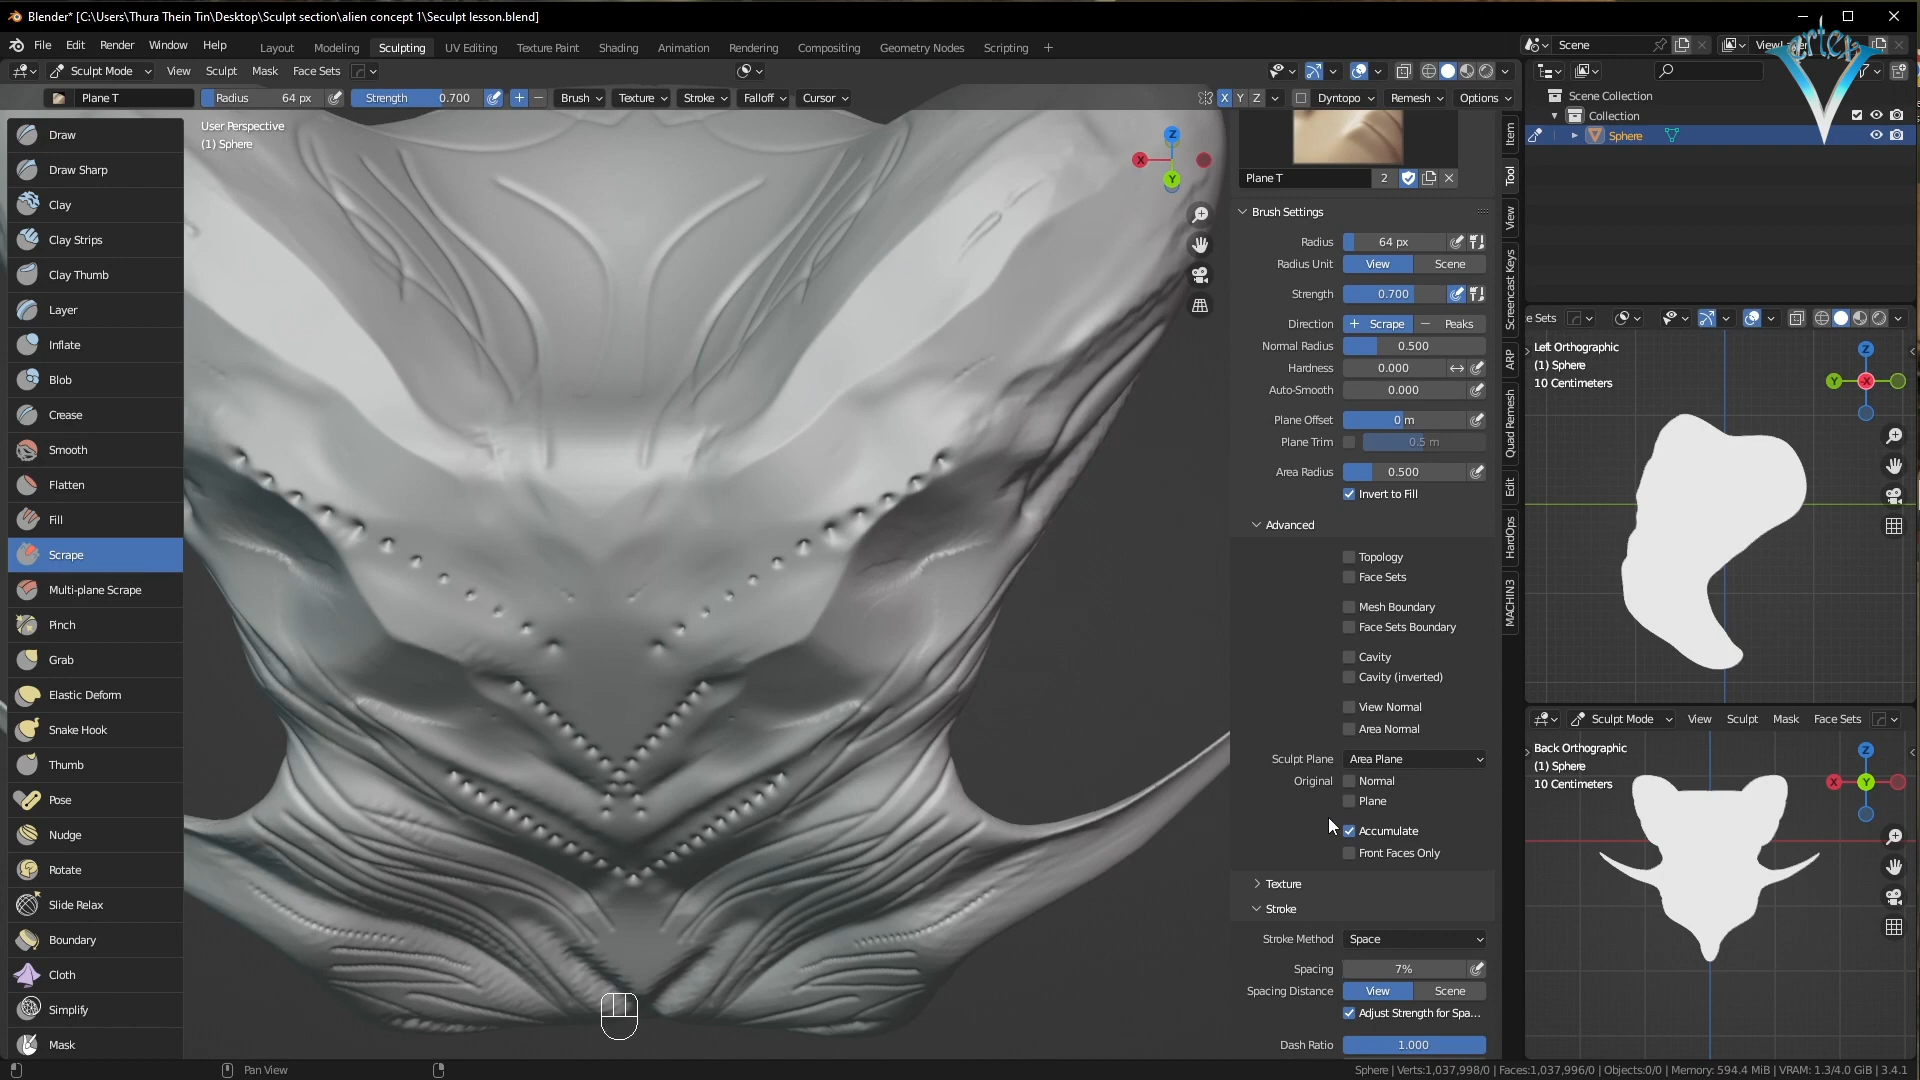 Blender* [C:\Users\Thura Thein Tin\Desktop\Sculpt section\alien concept 1\Seculpt lesson.blend]
File Edit Render Window Help Layout Modeling Sculpting UV Editing Texture Paint Shading Animation Rendering Compositing Geometry Nodes Scripting + Scene
Sculpt Mode View Sculpt Mask Face Sets
Plane T Radius 64 px Strength 0.700 Brush Texture Stroke Falloff Cursor X Y Z Dyntopo Remesh Options
Draw
Draw Sharp
Clay
Clay Strips
Clay Thumb
Layer
Inflate
Blob
Crease
Smooth
Flatten
Fill
Scrape
Multi-plane Scrape
Pinch
Grab
Elastic Deform
Snake Hook
Thumb
Pose
Nudge
Rotate
Slide Relax
Boundary
Cloth
Simplify
Mask
User Perspective
(1) Sphere
Z
X
Y
Plane T 2
Brush Settings
Radius 64 px
Radius Unit View Scene
Strength 0.700
Direction + Scrape − Peaks
Normal Radius 0.500
Hardness 0.000
Auto-Smooth 0.000
Plane Offset 0 m
Plane Trim 0.5 m
Area Radius 0.500
Invert to Fill
Advanced
Topology
Face Sets
Mesh Boundary
Face Sets Boundary
Cavity
Cavity (inverted)
View Normal
Area Normal
Sculpt Plane Area Plane
Original Normal
Plane
Accumulate
Front Faces Only
Texture
Stroke
Stroke Method Space
Spacing 7%
Spacing Distance View Scene
Adjust Strength for Spa...
Dash Ratio 1.000
Item
Tool
View
Screencast Keys
ARP
Quad Remesh
Edit
HardOps
MACHIN3
Scene Collection
Collection
Sphere
e Sets
Left Orthographic
(1) Sphere
10 Centimeters
Z
Y
X
Sculpt Mode View Sculpt Mask Face Sets
Back Orthographic
(1) Sphere
10 Centimeters
Z
X
Y
Pan View
Sphere | Verts:1,037,998/0 | Faces:1,037,996/0 | Objects:0/0 | Memory: 594.4 MiB | VRAM: 1.3/4.0 GiB | 3.4.1